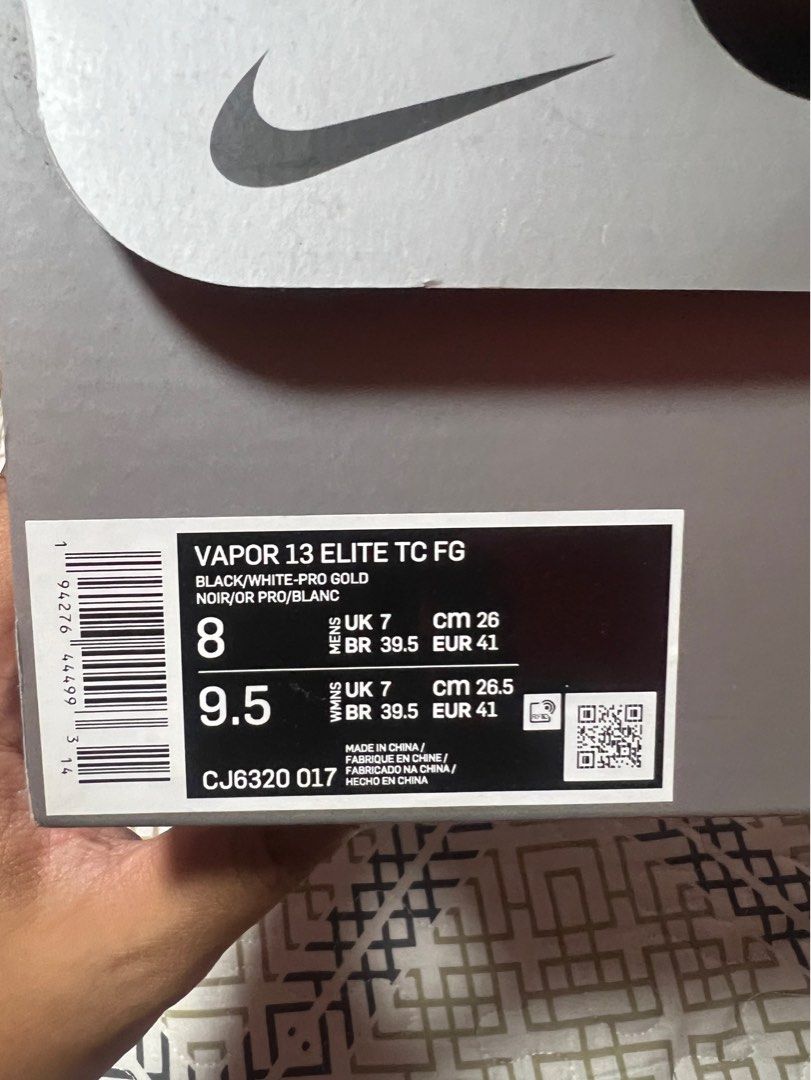 VAPOR 13 ELITE TC FG
BLACK/WHITE-PRO GOLD
NOIR/OR PRO/BLANC
8 MENS UK 7 cm 26
BR 39.5 EUR 41
9.5 WMNS UK 7 cm 26.5
BR 39.5 EUR 41
CJ6320 017
MADE IN CHINA /
FABRIQUE EN CHINE /
FABRICADO NA CHINA /
HECHO EN CHINA
1 94276 44499 3 14